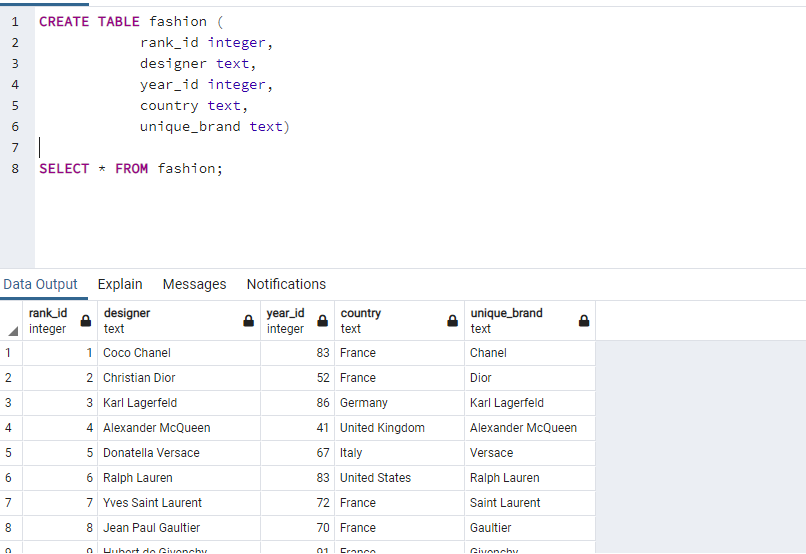 1 CREATE TABLE fashion (
2 rank_id integer,
3 designer text,
4 year_id integer,
5 country text,
6 unique_brand text)
7
8 SELECT * FROM fashion;
Data Output Explain Messages Notifications
rank_id designer year_id country unique_brand
integer text integer text text
1 1 Coco Chanel 83 France Chanel
2 2 Christian Dior 52 France Dior
3 3 Karl Lagerfeld 86 Germany Karl Lagerfeld
4 4 Alexander McQueen 41 United Kingdom Alexander McQueen
5 5 Donatella Versace 67 Italy Versace
6 6 Ralph Lauren 83 United States Ralph Lauren
7 7 Yves Saint Laurent 72 France Saint Laurent
8 8 Jean Paul Gaultier 70 France Gaultier
9 9 Hubert de Givenchy 91 France Givenchy